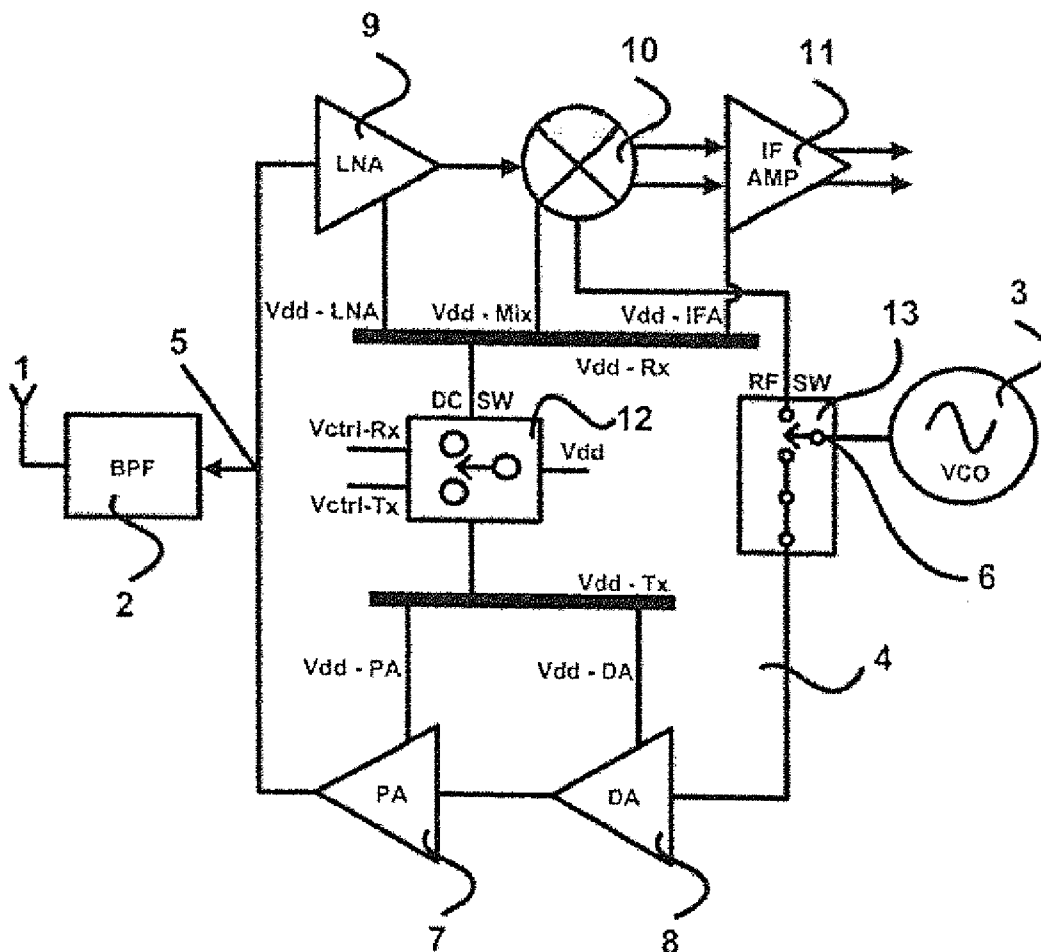 9
10
11
LNA
IF
AMP
Vdd - LNA
Vdd - Mix
Vdd - IFA
3
13
5
Vdd - Rx
1
RF SW
DC SW
12
Vctrl-Rx
Vdd
BPF
VCO
Vctrl-Tx
2
Vdd - Tx
6
Vdd - PA
Vdd - DA
4
PA
DA
7
8